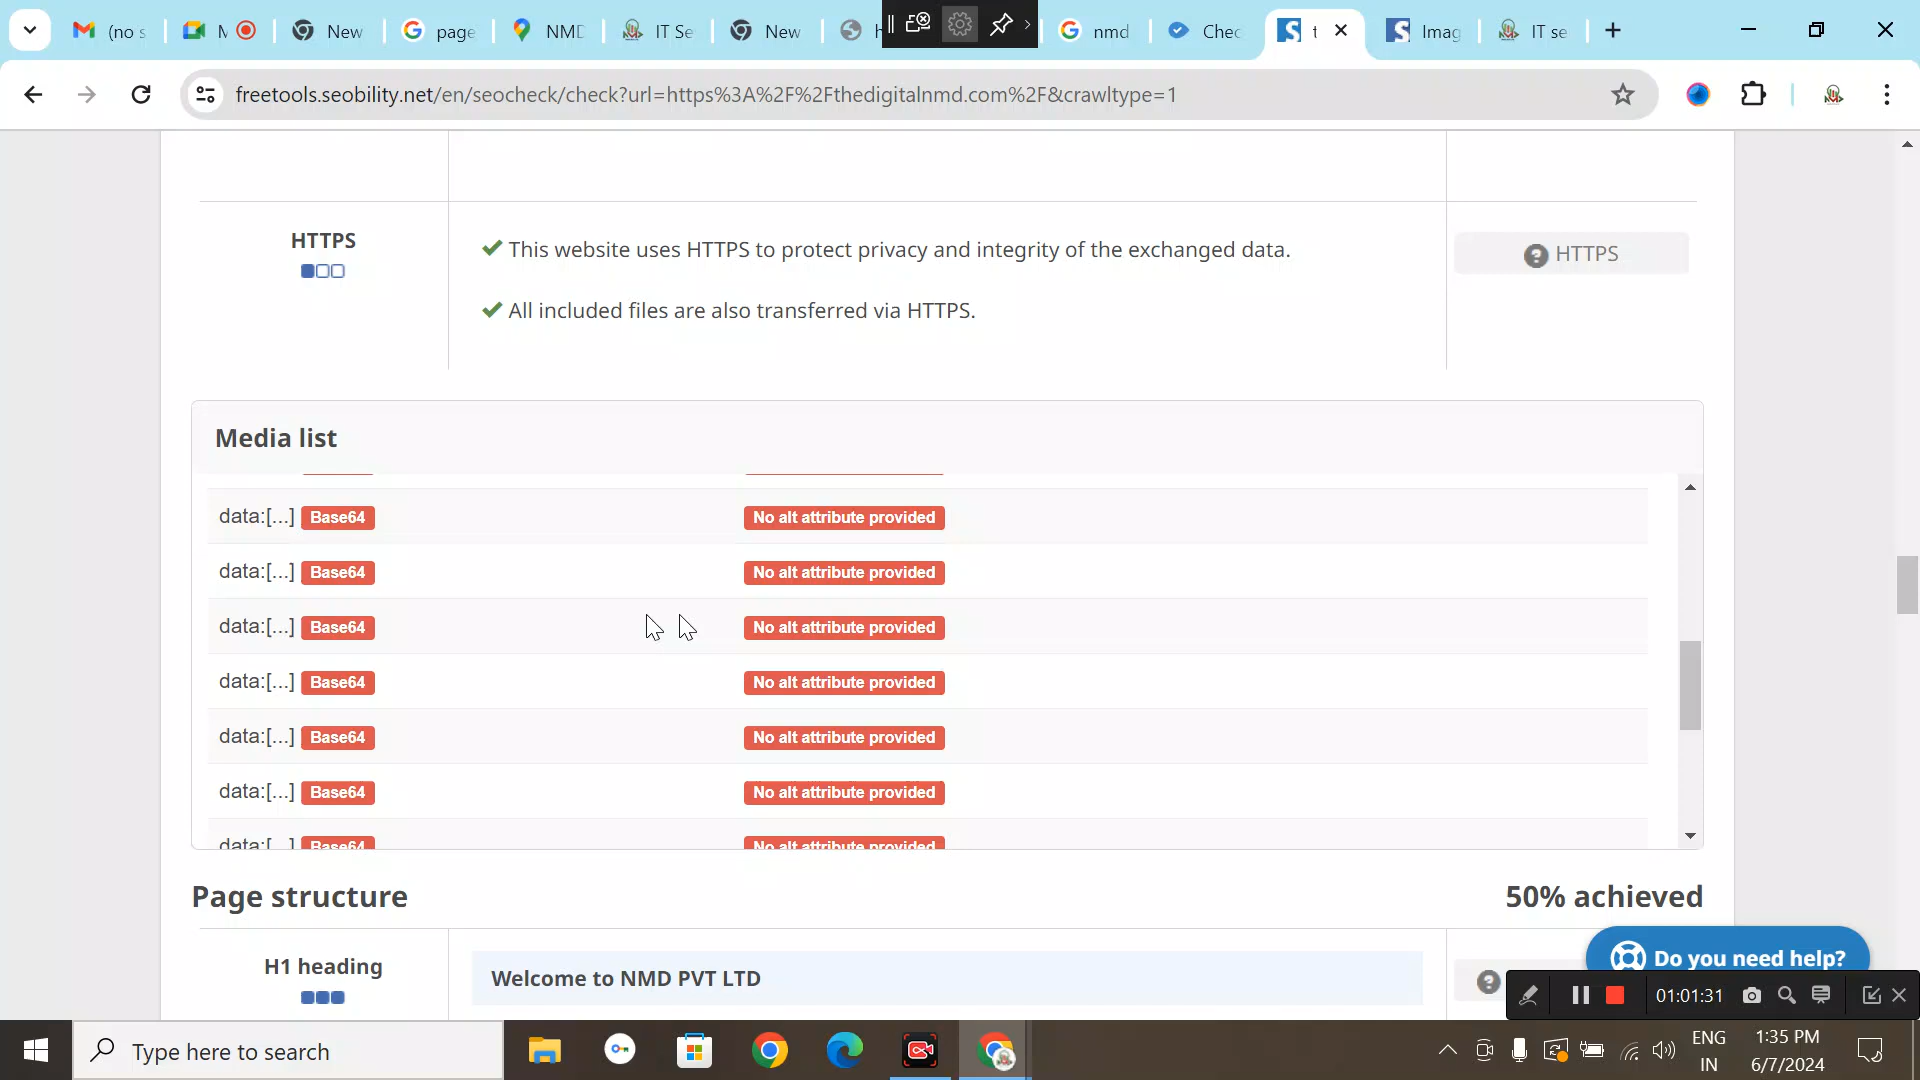 (no s
M
New
page
NMD
IT Se
New
h
nmd
Chec
t
Imag
IT se
freetools.seobility.net/en/seocheck/check?url=https%3A%2F%2Fthedigitalnmd.com%2F&crawltype=1
HTTPS
This website uses HTTPS to protect privacy and integrity of the exchanged data.
HTTPS
All included files are also transferred via HTTPS.
Media list
data:[...] Base64 No alt attribute provided
data:[...] Base64 No alt attribute provided
data:[...] Base64 No alt attribute provided
data:[...] Base64 No alt attribute provided
data:[...] Base64 No alt attribute provided
data:[...] Base64 No alt attribute provided
data:[...] Base64 No alt attribute provided
Page structure
50% achieved
H1 heading
Welcome to NMD PVT LTD
Do you need help?
01:01:31
Type here to search
ENG
IN
1:35 PM
6/7/2024